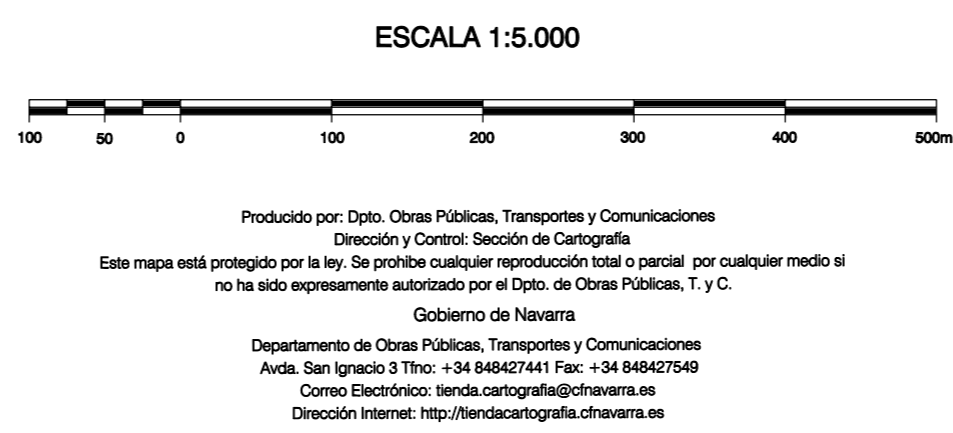 ESCALA 1:5.000
100 50 0 100 200 300 400 500m
Producido por: Dpto. Obras Públicas, Transportes y Comunicaciones
Dirección y Control: Sección de Cartografía
Este mapa está protegido por la ley. Se prohibe cualquier reproducción total o parcial por cualquier medio si
no ha sido expresamente autorizado por el Dpto. de Obras Públicas, T. y C.
Gobierno de Navarra
Departamento de Obras Públicas, Transportes y Comunicaciones
Avda. San Ignacio 3 Tfno: +34 848427441 Fax: +34 848427549
Correo Electrónico: tienda.cartografia@cfnavarra.es
Dirección Internet: http://tiendacartografia.cfnavarra.es